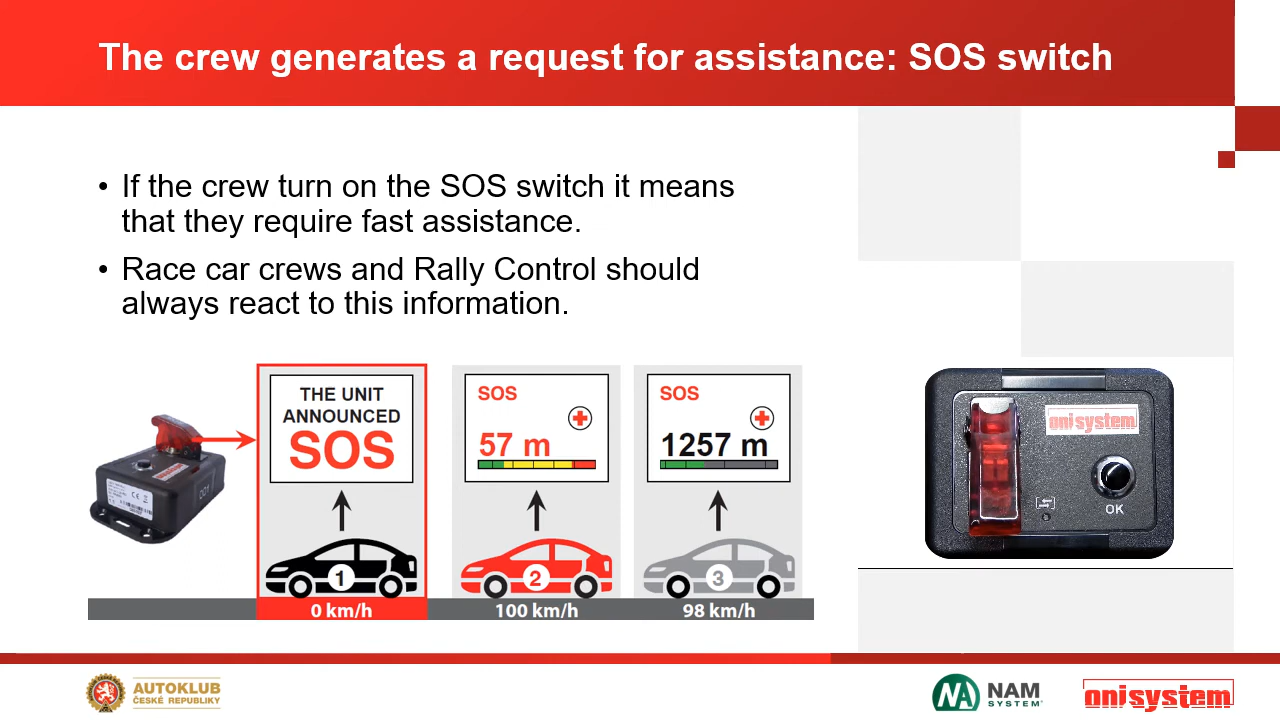 The crew generates a request for assistance: SOS switch
• If the crew turn on the SOS switch it means
that they require fast assistance.
• Race car crews and Rally Control should
always react to this information.
THE UNIT
ANNOUNCED
SOS
SOS
57 m
SOS
1257 m
1
2
3
0 km/h
100 km/h
98 km/h
001
onisystem
OK
AUTOKLUB
ČESKÉ REPUBLIKY
NAM
SYSTEM
onisystem